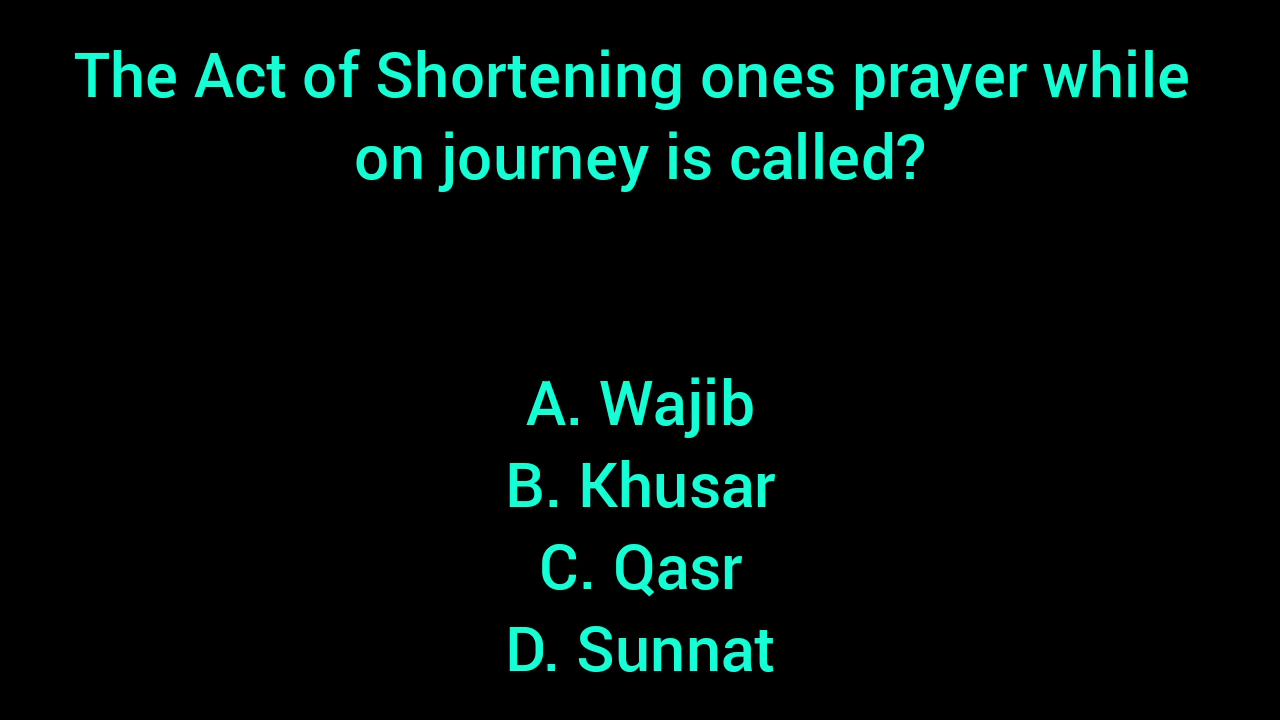 The Act of Shortening ones prayer while
on journey is called?
A. Wajib
B. Khusar
C. Qasr
D. Sunnat